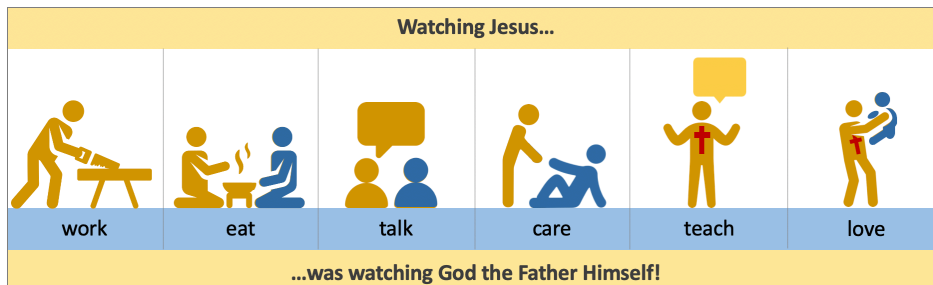 Watching Jesus...
work eat talk care teach love
...was watching God the Father Himself!